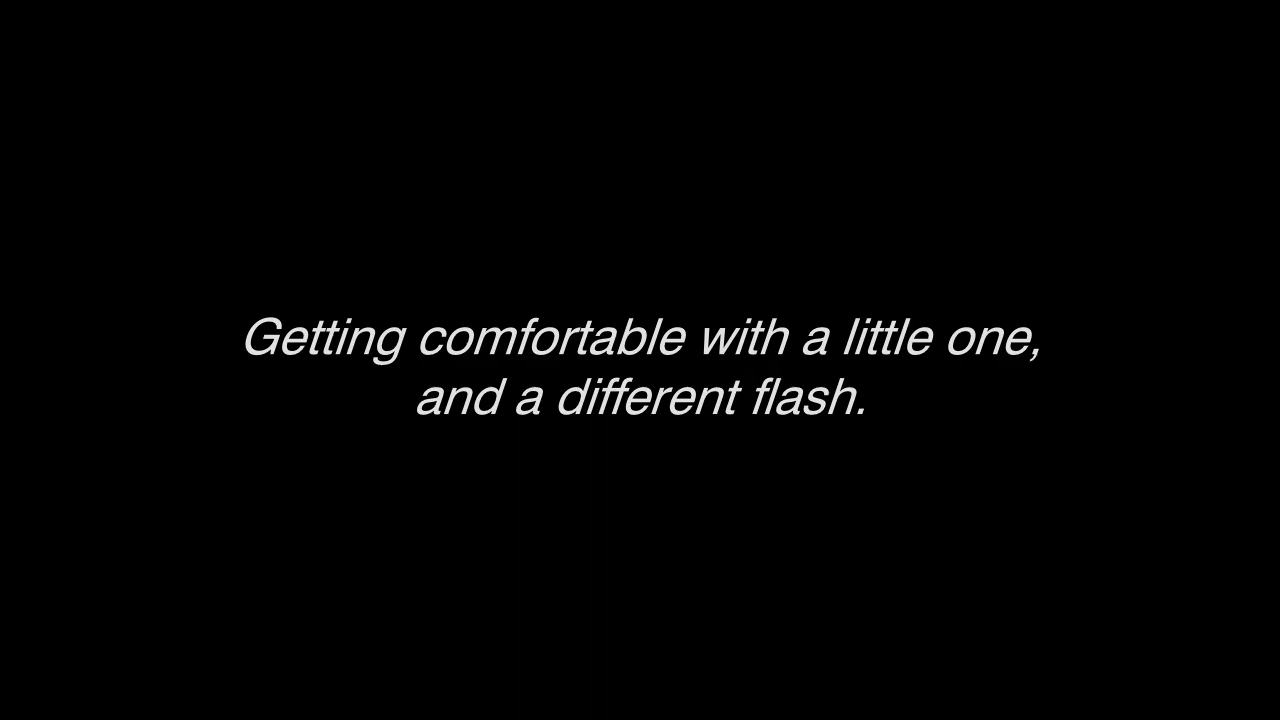 Getting comfortable with a little one,
and a different flash.